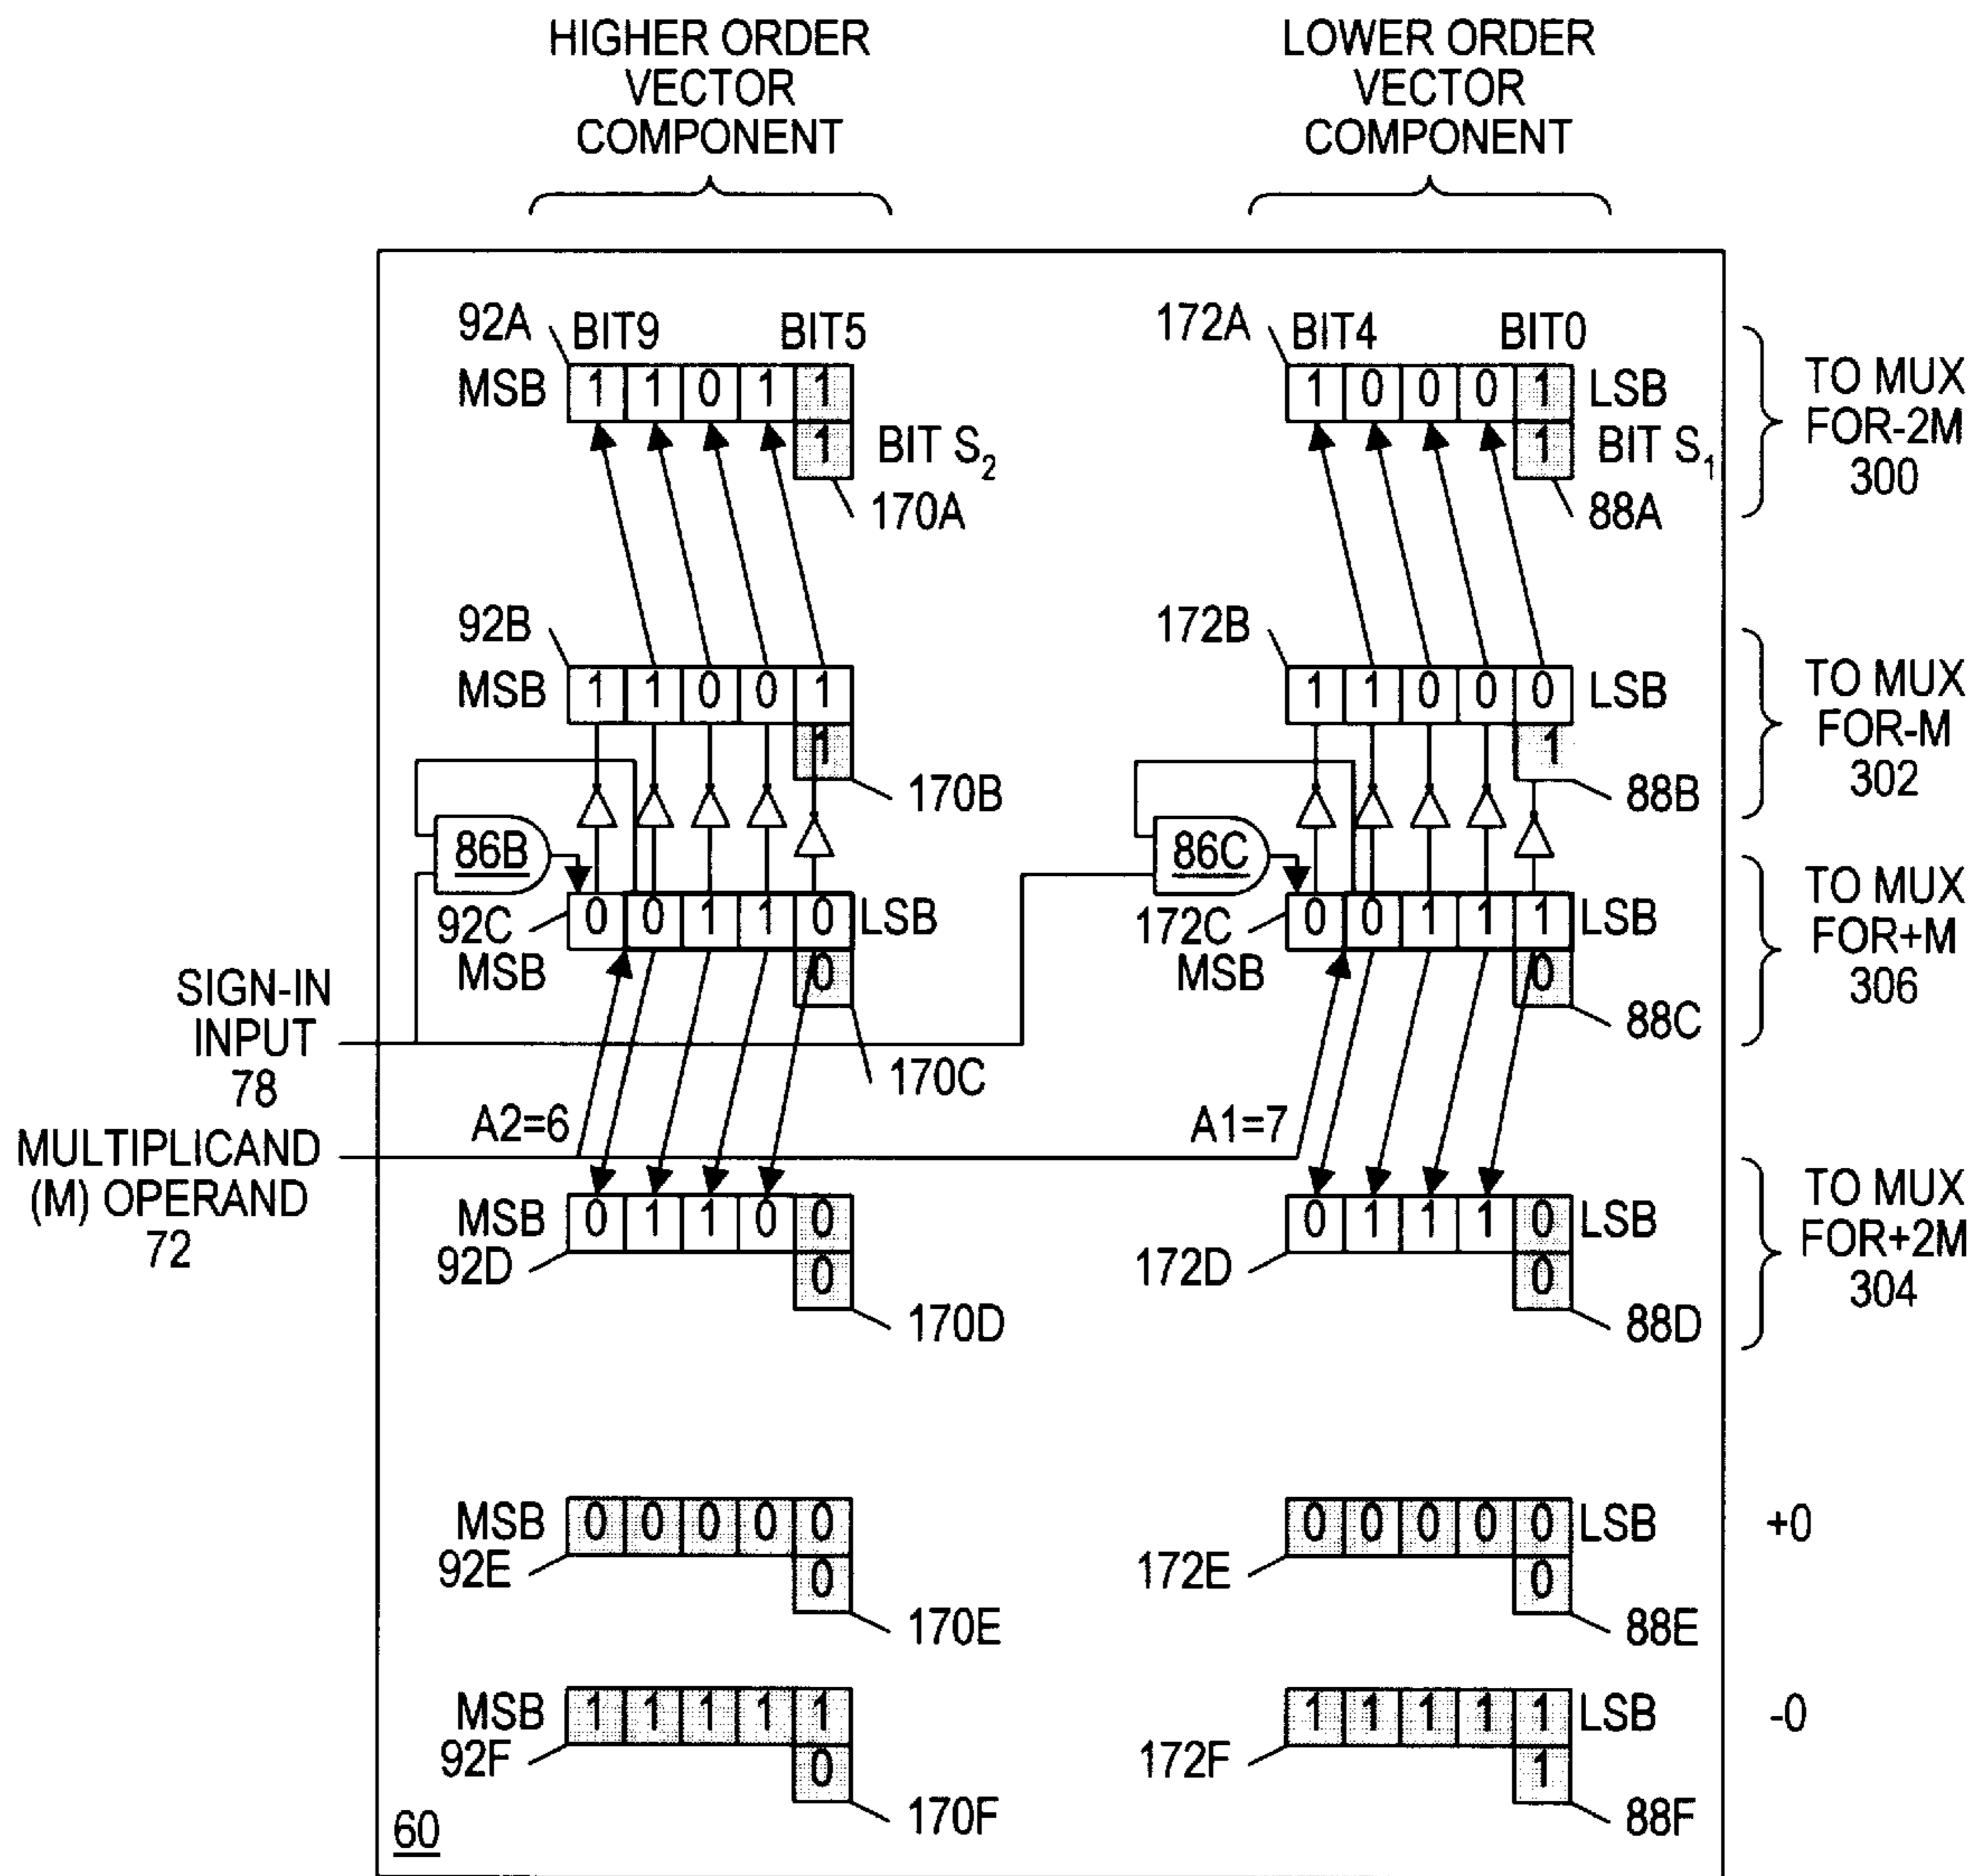 HIGHER ORDER
VECTOR
COMPONENT
LOWER ORDER
VECTOR
COMPONENT
92A BIT9 BIT5
MSB 1 1 0 1 1
1 BIT S2
170A
172A BIT4 BIT0
1 0 0 0 1 LSB
1 BIT S1
88A
TO MUX
FOR-2M
300
92B
MSB 1 1 0 0 1
1
170B
172B
1 1 0 0 0 LSB
1
88B
TO MUX
FOR-M
302
86B
92C 0 0 1 1 0 LSB
MSB 0
170C
86C
172C 0 0 1 1 1 LSB
MSB 0
88C
TO MUX
FOR+M
306
SIGN-IN
INPUT
78
A2=6
A1=7
MULTIPLICAND
(M) OPERAND
72
MSB 0 1 1 0 0
92D 0
170D
0 1 1 1 0 LSB
172D 0
88D
TO MUX
FOR+2M
304
MSB 0 0 0 0 0
92E 0
170E
0 0 0 0 0 LSB
172E 0
88E
+0
MSB 1 1 1 1 1
92F 0
170F
1 1 1 1 1 LSB
172F 1
88F
-0
60